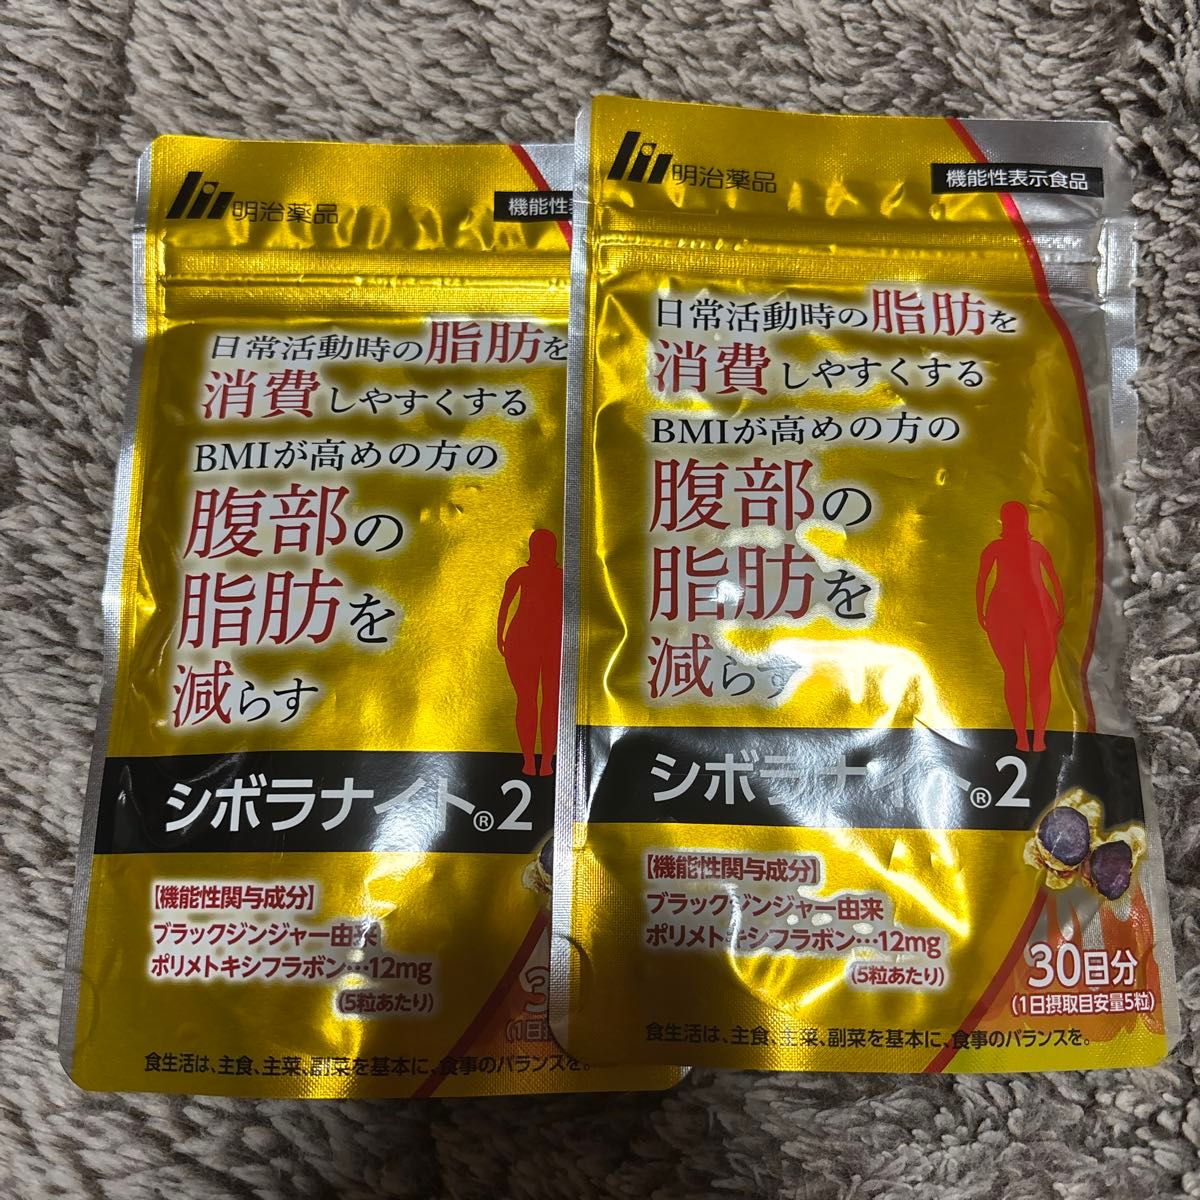 明治薬品
機能性
日常活動時の脂肪を
消費しやすくする
BMIが高めの方の
腹部の
脂肪を
減らす
シボラナイト®2
【機能性関与成分】
ブラックジンジャー由来
ポリメトキシフラボン…12mg
(5粒あたり)
3
(1日
食生活は、主食、主菜、副菜を基本に、食事のバランスを。
明治薬品
機能性表示食品
日常活動時の脂肪を
消費しやすくする
BMIが高めの方の
腹部の
脂肪を
減らす
シボラナイト®2
【機能性関与成分】
ブラックジンジャー由来
ポリメトキシフラボン…12mg
(5粒あたり)
30日分
(1日摂取目安量5粒)
食生活は、主食、主菜、副菜を基本に、食事のバランスを。